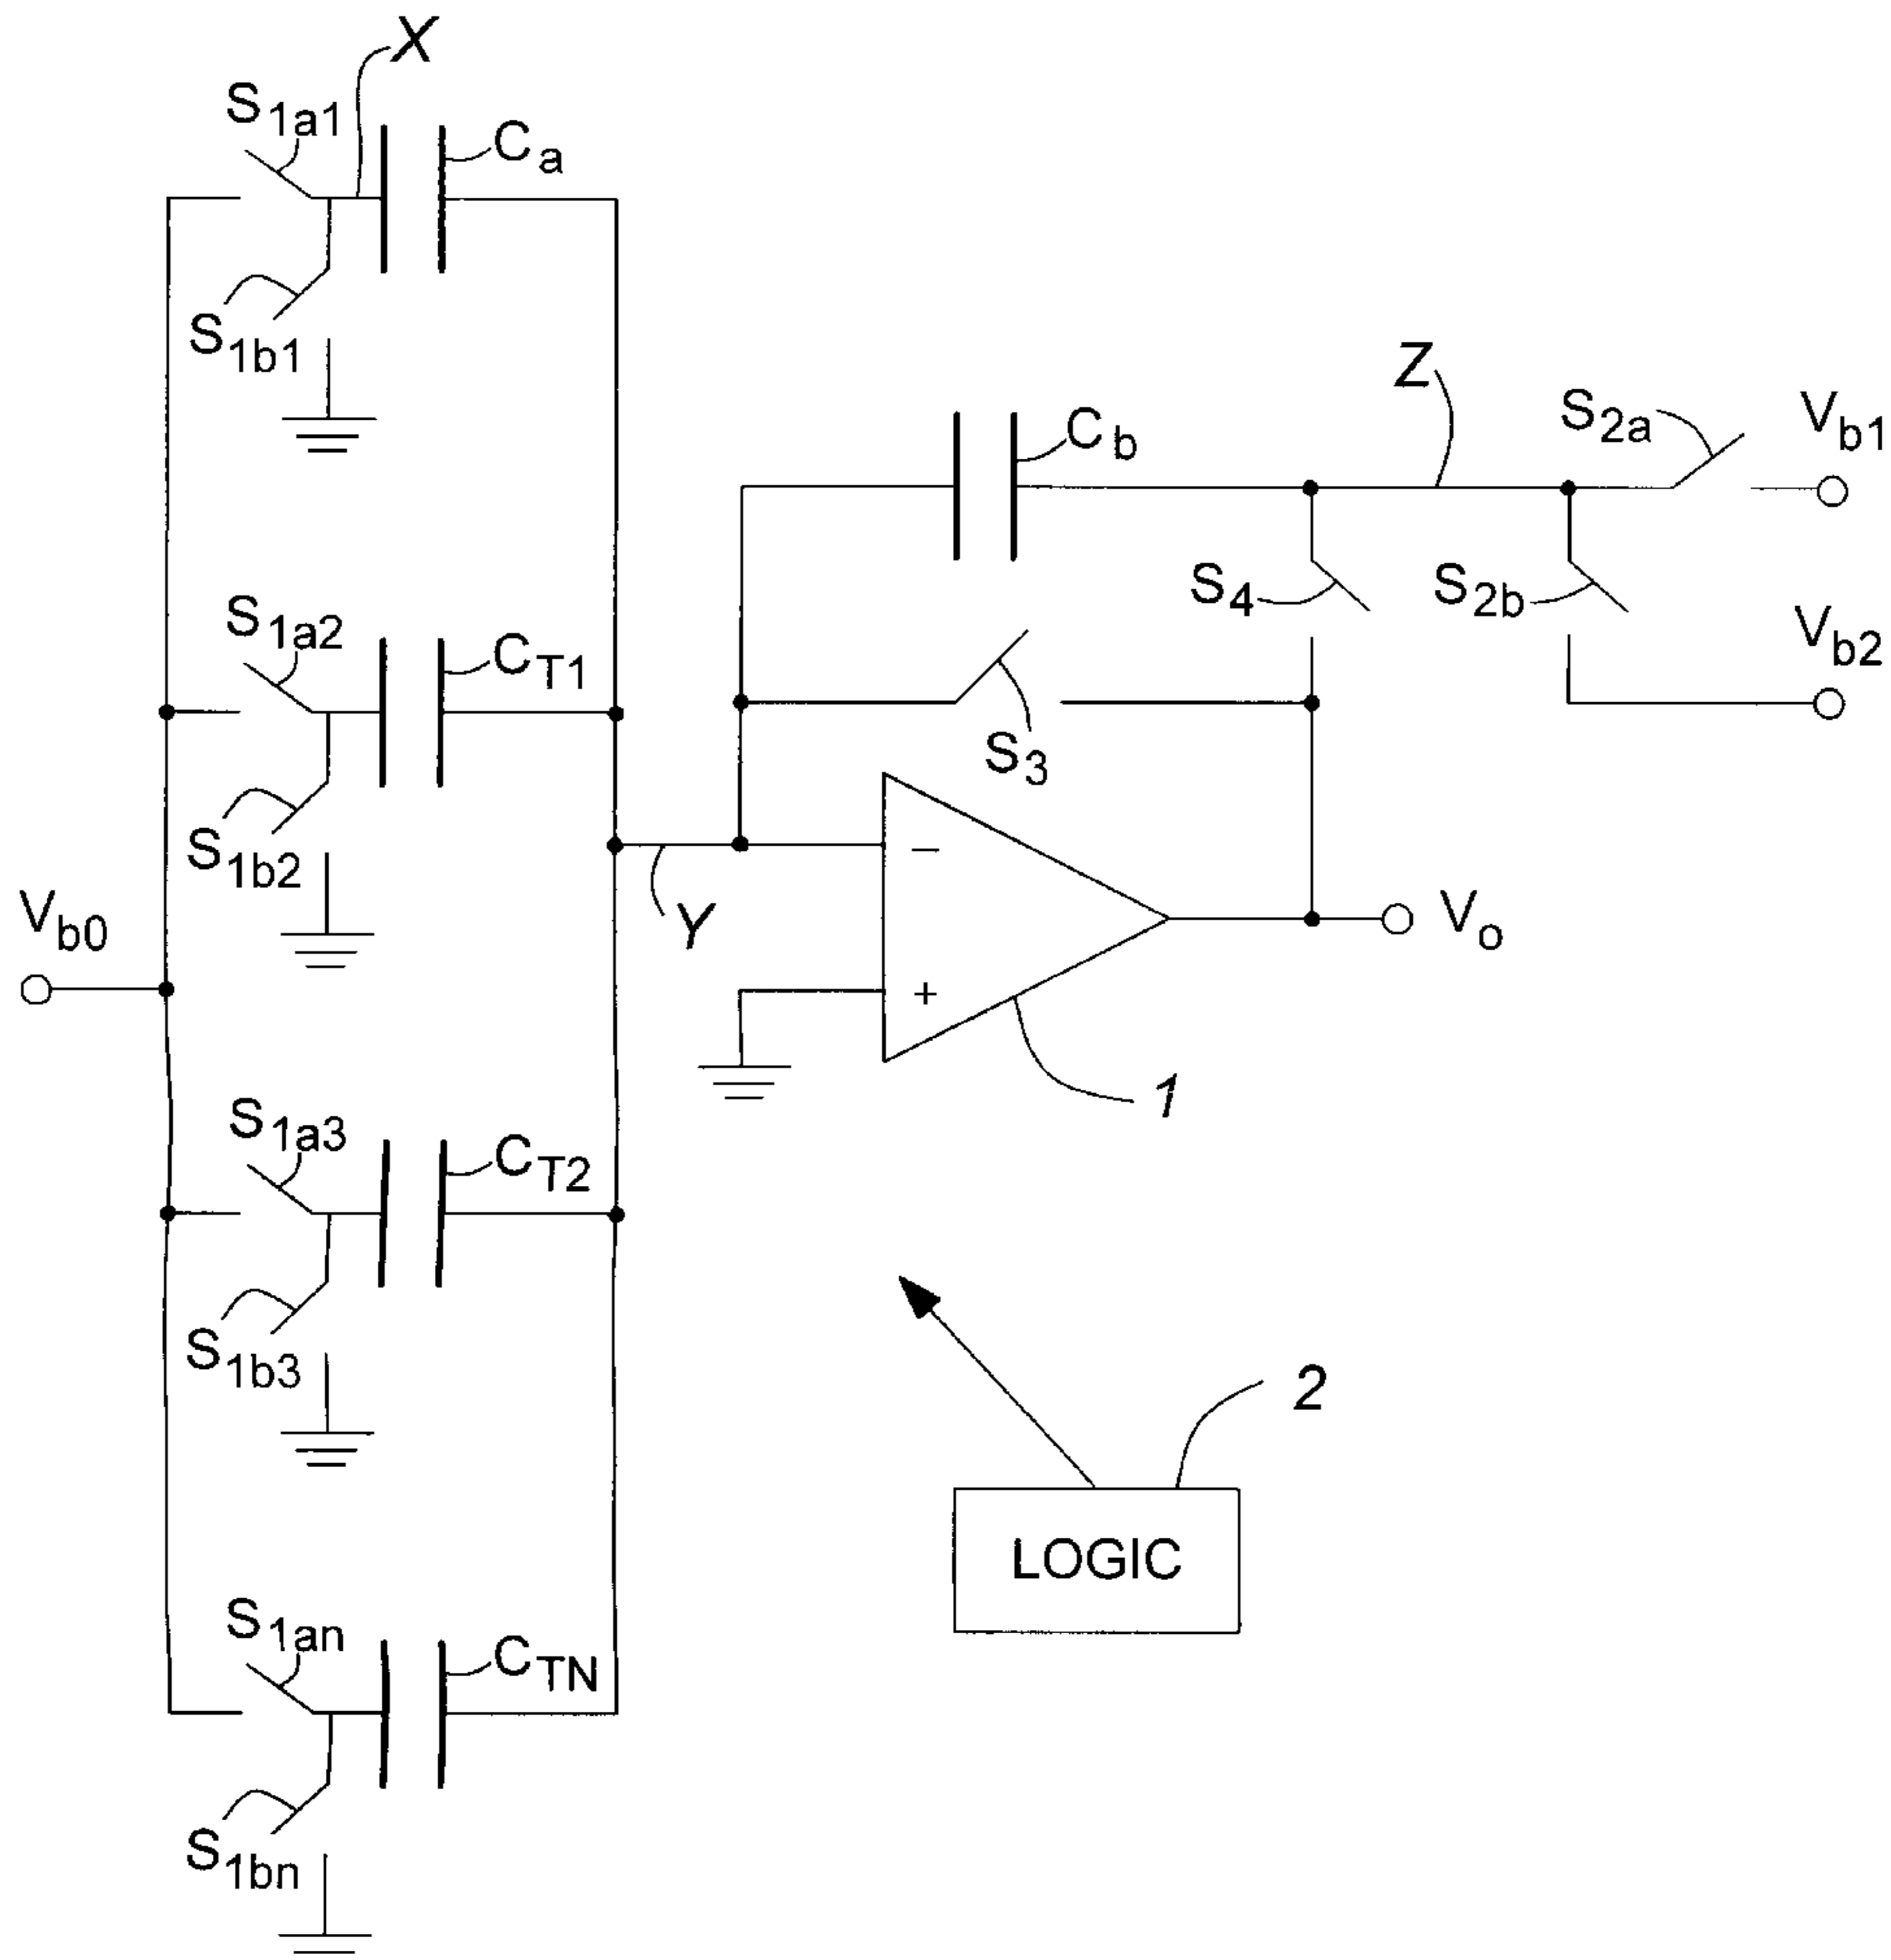 X
S1a1
Ca
S1b1
Z
S2a
Vb1
Cb
S4
S2b
Vb2
S1a2
CT1
S3
S1b2
−
Vb0
Y
Vo
+
1
S1a3
CT2
S1b3
2
LOGIC
S1an
CTN
S1bn